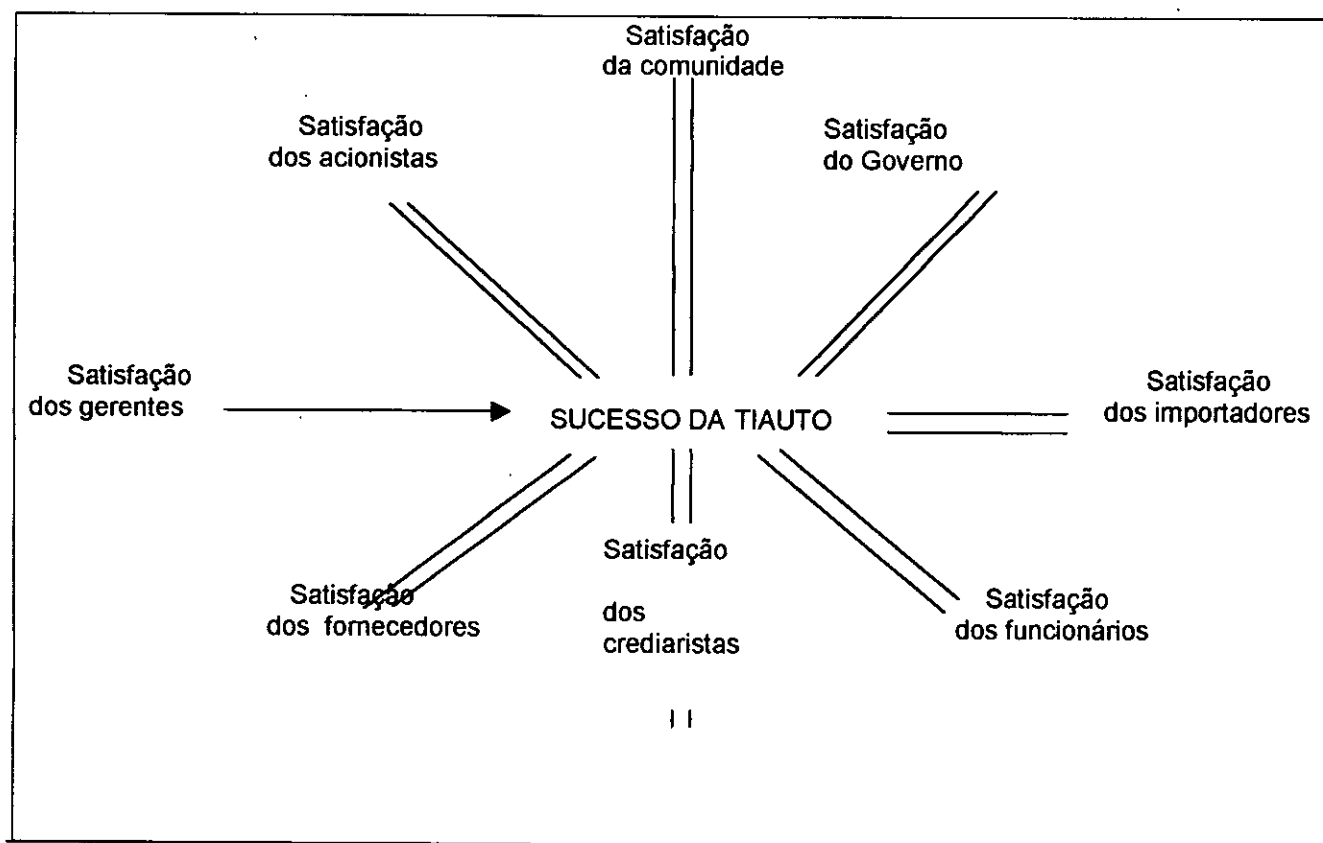 Satisfação
da comunidade
Satisfação
dos acionistas
Satisfação
do Governo
Satisfação
dos gerentes
SUCESSO DA TIAUTO
Satisfação
dos importadores
Satisfação
dos fornecedores
Satisfação
dos
crediaristas
Satisfação
dos funcionários